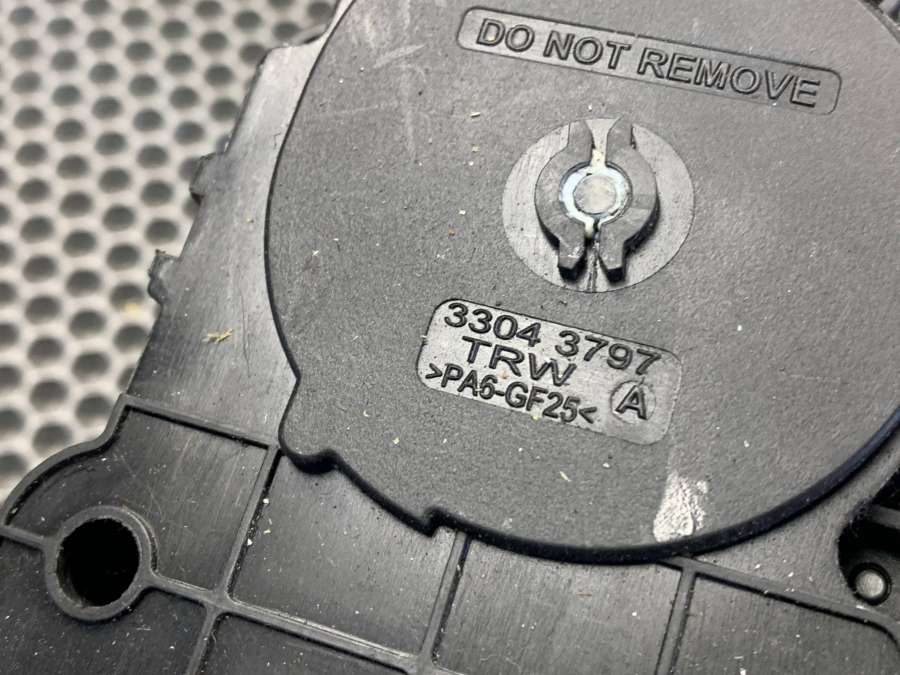 DO NOT REMOVE
3304 3797
TRW
>PA6-GF25< A